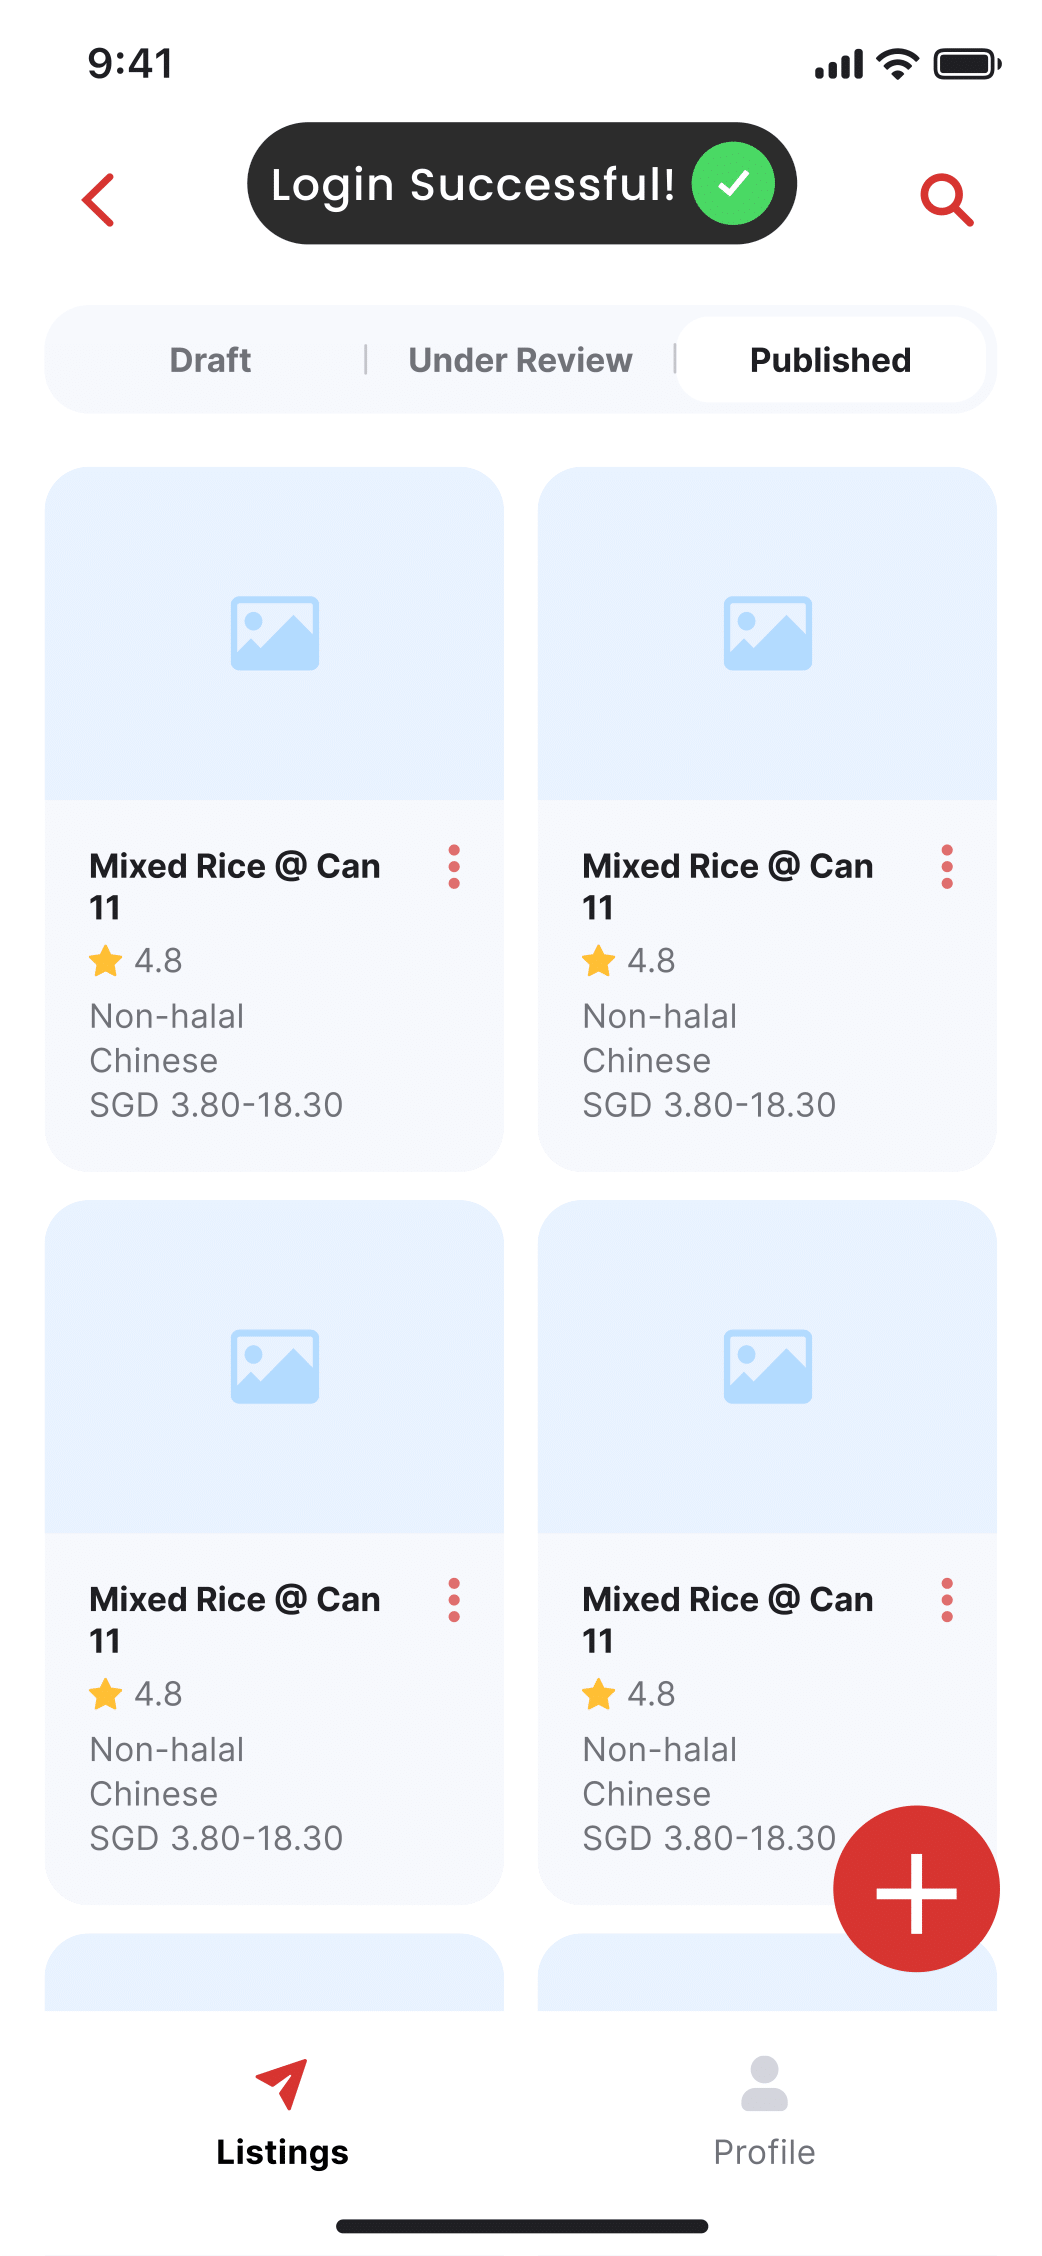 9:41
Login Successful!
Draft
Under Review
Published
Mixed Rice @ Can
11
4.8
Non-halal
Chinese
SGD 3.80-18.30
Mixed Rice @ Can
11
4.8
Non-halal
Chinese
SGD 3.80-18.30
Mixed Rice @ Can
11
4.8
Non-halal
Chinese
SGD 3.80-18.30
Mixed Rice @ Can
11
4.8
Non-halal
Chinese
SGD 3.80-18.30
Listings
Profile